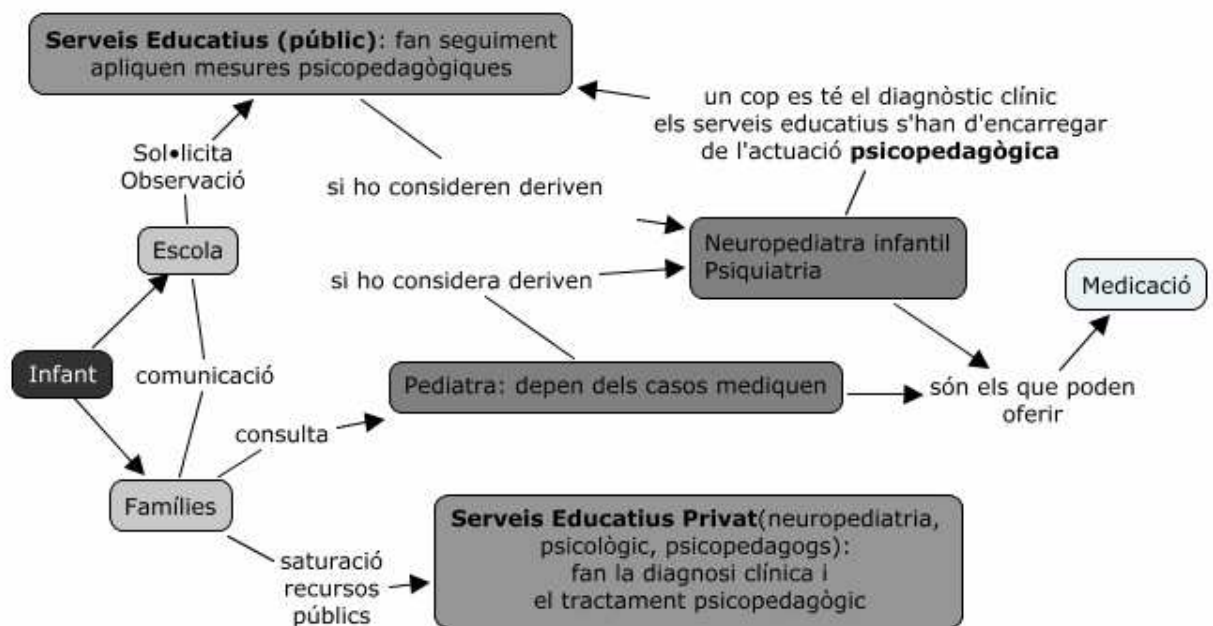 Serveis Educatius (públic): fan seguiment
apliquen mesures psicopedagògiques
un cop es té el diagnòstic clínic
els serveis educatius s'han d'encarregar
de l'actuació psicopedagògica
Sol•licita
Observació
si ho consideren deriven
Escola
Neuropediatra infantil
Psiquiatria
si ho considera deriven
Medicació
Infant
comunicació
Pediatra: depen dels casos mediquen
són els que poden
oferir
consulta
Famílies
Serveis Educatius Privat(neuropediatria,
psicològic, psicopedagogs):
fan la diagnosi clínica i
el tractament psicopedagògic
saturació
recursos
públics